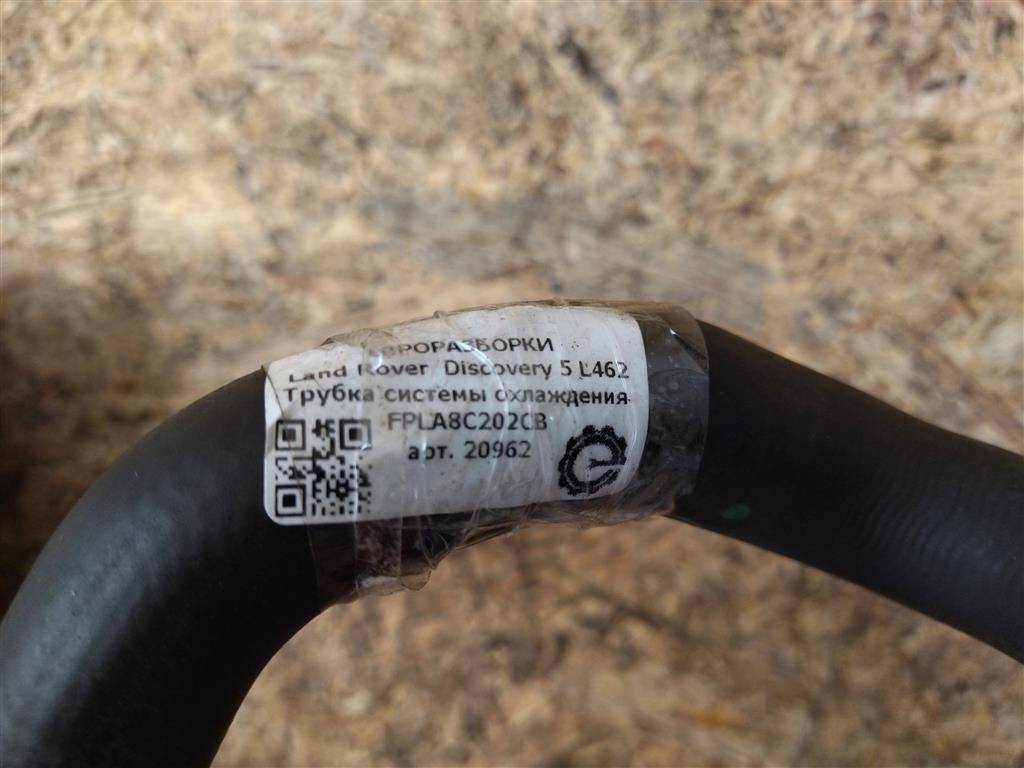 ЕВРОРАЗБОРКИ
Land Rover Discovery 5 L462
Трубка системы охлаждения
FPLA8C202CB
арт. 20962